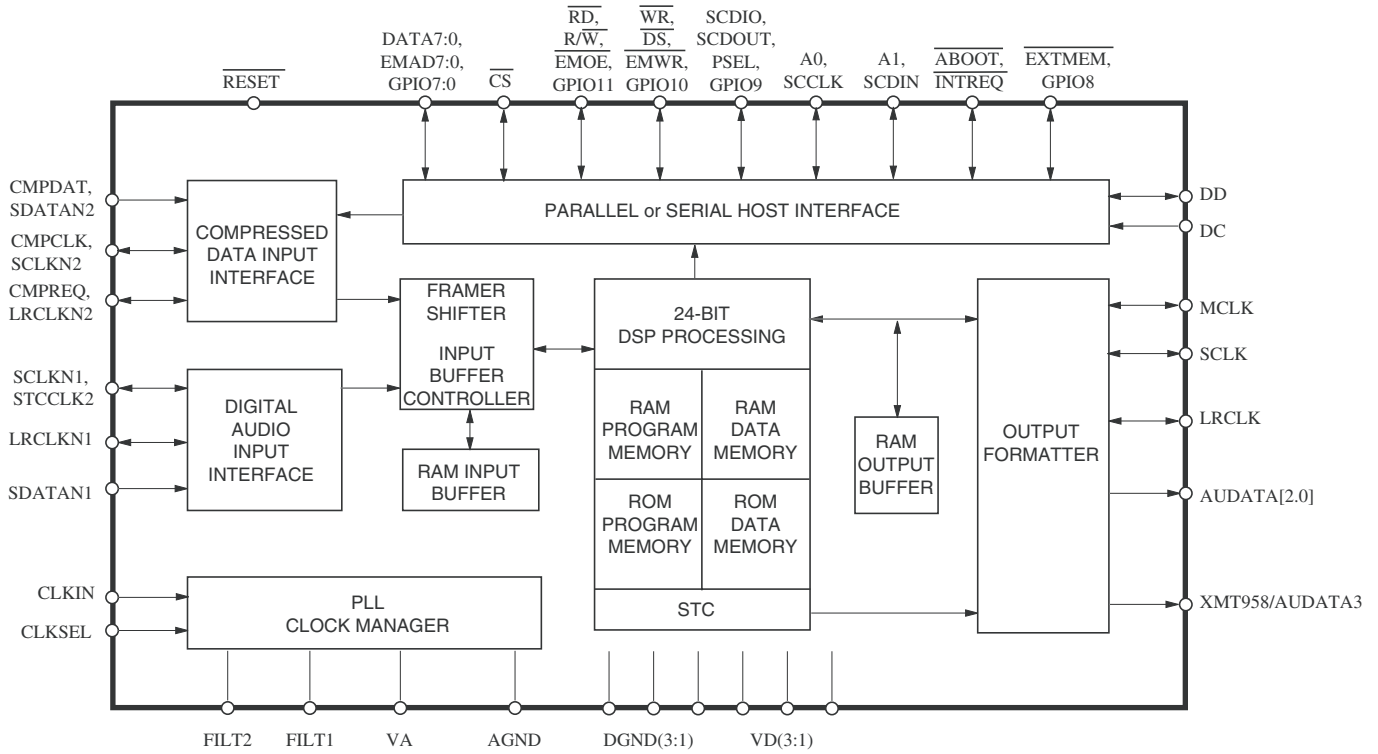 RESET
DATA7:0,
EMAD7:0,
GPIO7:0
CS
RD,
R/W,
EMOE,
GPIO11
WR,
DS,
EMWR,
GPIO10
SCDIO,
SCDOUT,
PSEL,
GPIO9
A0,
SCCLK
A1,
SCDIN
ABOOT,
INTREQ
EXTMEM,
GPIO8
CMPDAT,
SDATAN2
CMPCLK,
SCLKN2
CMPREQ,
LRCLKN2
SCLKN1,
STCCLK2
LRCLKN1
SDATAN1
CLKIN
CLKSEL
COMPRESSED
DATA INPUT
INTERFACE
DIGITAL
AUDIO
INPUT
INTERFACE
PARALLEL or SERIAL HOST INTERFACE
FRAMER
SHIFTER
INPUT
BUFFER
CONTROLLER
RAM INPUT
BUFFER
24-BIT
DSP PROCESSING
RAM
PROGRAM
MEMORY
RAM
DATA
MEMORY
ROM
PROGRAM
MEMORY
ROM
DATA
MEMORY
STC
RAM
OUTPUT
BUFFER
OUTPUT
FORMATTER
PLL
CLOCK MANAGER
DD
DC
MCLK
SCLK
LRCLK
AUDATA[2.0]
XMT958/AUDATA3
FILT2
FILT1
VA
AGND
DGND(3:1)
VD(3:1)